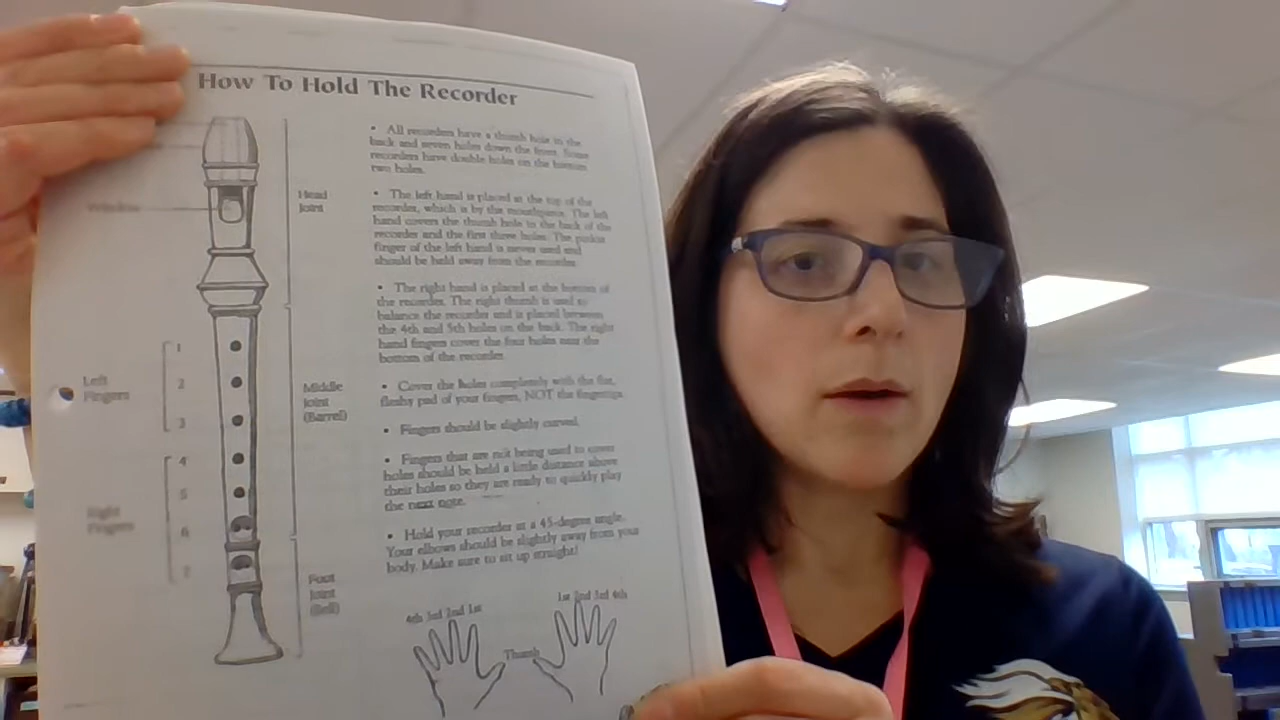 How To Hold The Recorder
• All recorders have a thumb hole in the
back and seven holes down the front. Some
recorders have double holes on the bottom
two holes.
Window
Head
Joint
• The left hand is placed at the top of the
recorder, which is by the mouthpiece. The left
hand covers the thumb hole in the back of the
recorder and the first three holes. The pinkie
finger of the left hand is never used and
should be held away from the recorder.
• The right hand is placed at the bottom of
the recorder. The right thumb is used to
balance the recorder and is placed between
the 4th and 5th holes on the back. The right
hand fingers cover the four holes near the
bottom of the recorder.
Left
Fingers
1
2
3
Middle
Joint
(Barrel)
• Cover the holes completely with the flat,
fleshy pad of your fingers, NOT the fingertips.
• Fingers should be slightly curved.
• Fingers that are not being used to cover
holes should be held a little distance above
their holes so they are ready to quickly play
the next note.
Right
Fingers
4
5
6
7
• Hold your recorder at a 45-degree angle.
Your elbows should be slightly away from your
body. Make sure to sit up straight!
Foot
Joint
(Bell)
4th 3rd 2nd 1st
1st 2nd 3rd 4th
Thumb